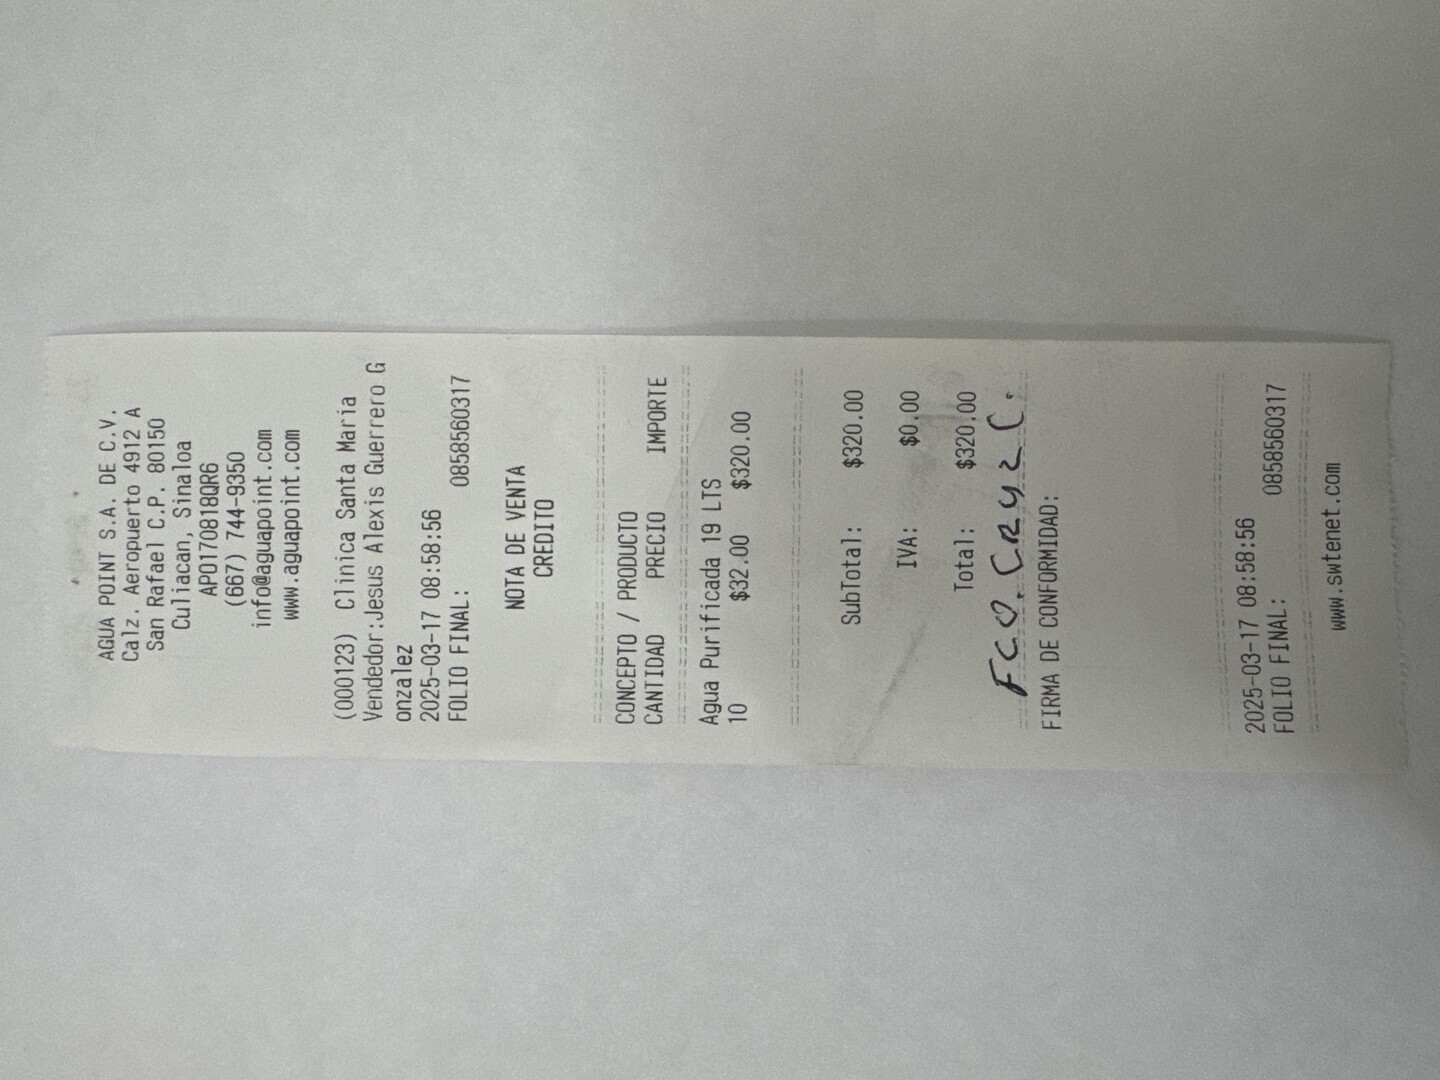 AGUA POINT S.A. DE C.V.
Calz. Aeropuerto 4912 A
San Rafael C.P. 80150
Culiacan, Sinaloa
APO170818QR6
(667) 744-9350
info@aguapoint.com
www.aguapoint.com
(000123) Clinica Santa Maria
Vendedor:Jesus Alexis Guerrero G
onzalez
2025-03-17 08:58:56
FOLIO FINAL: 0858560317
NOTA DE VENTA
CREDITO
CONCEPTO / PRODUCTO
CANTIDAD PRECIO IMPORTE
Agua Purificada 19 LTS
10 $32.00 $320.00
SubTotal: $320.00
IVA: $0.00
Total: $320.00
FCO. CRUZ C.
FIRMA DE CONFORMIDAD:
2025-03-17 08:58:56
FOLIO FINAL: 0858560317
www.swtenet.com